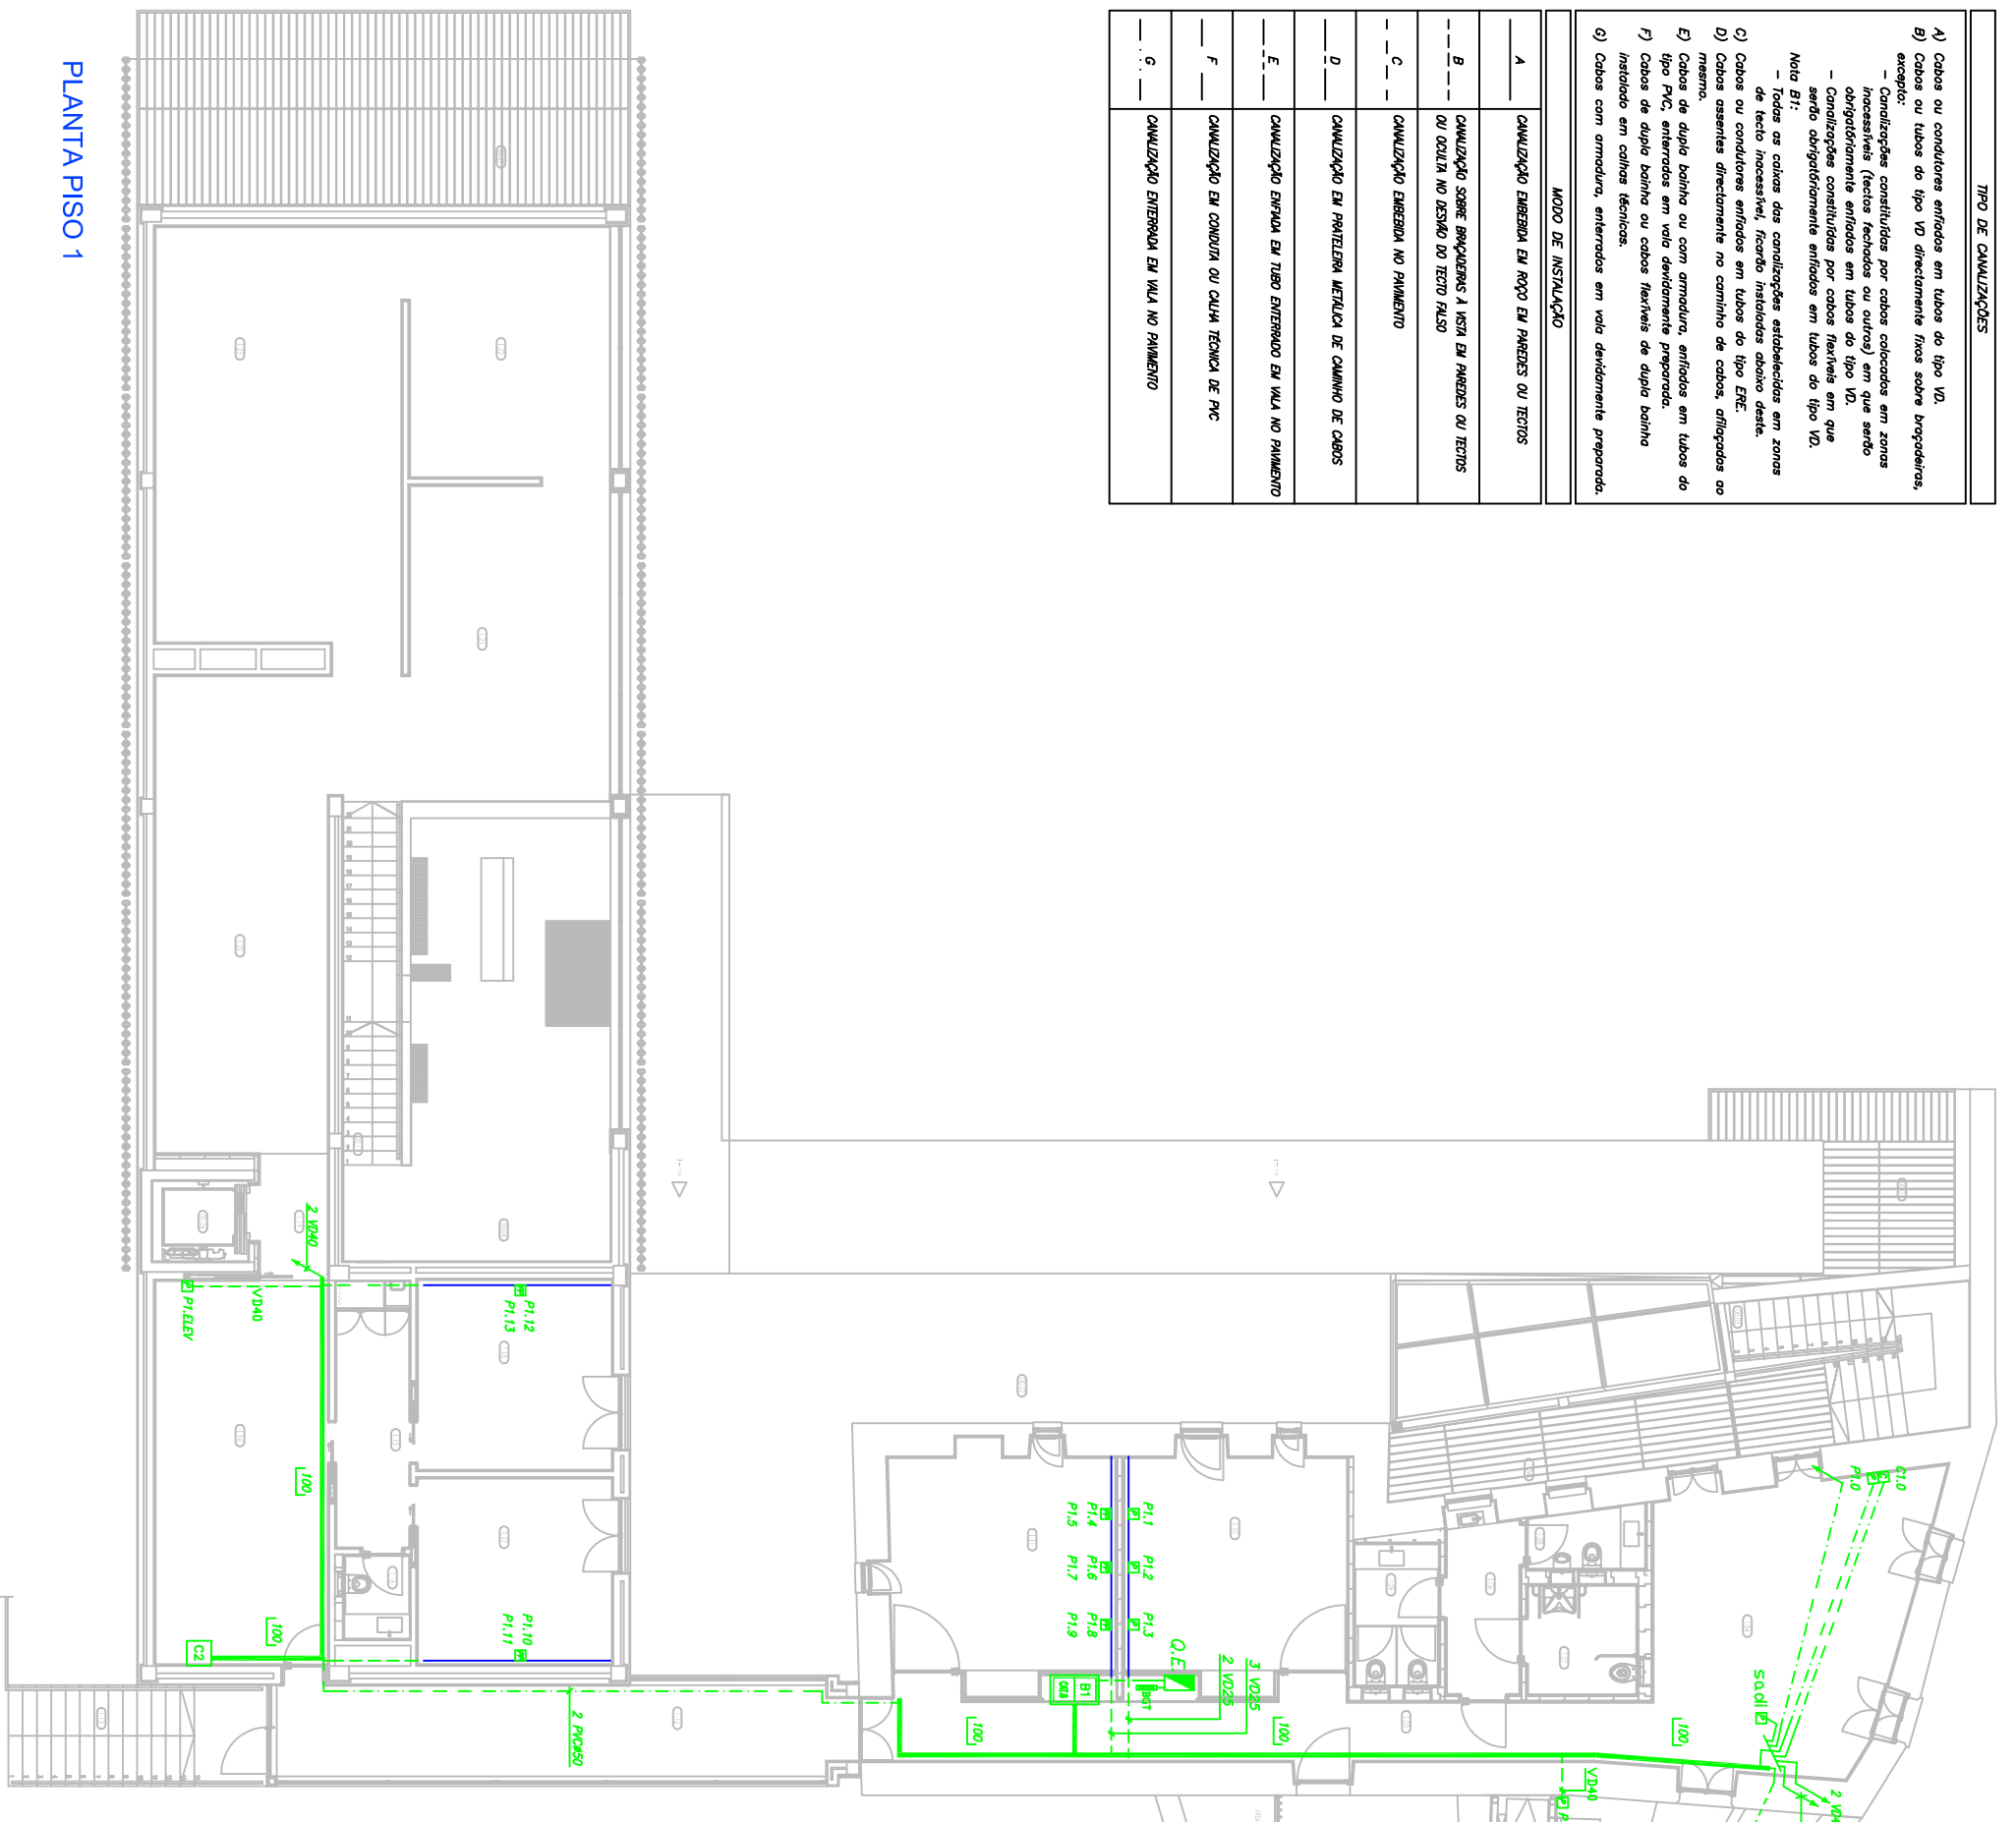 TIPO DE CANALIZAÇÕES
A) Cabos ou condutores enfiados em tubos do tipo VD.
B) Cabos ou tubos do tipo VD directamente fixos sobre braçadeiras,
excepto:
– Canalizações constituídas por cabos colocados em zonas
inacessíveis (tectos fechados ou outros) em que serão
obrigatóriamente enfiados em tubos do tipo VD.
– Canalizações constituídas por cabos flexíveis em que
serão obrigatóriamente enfiados em tubos do tipo VD.
Nota B1:
– Todas as caixas das canalizações estabelecidas em zonas
de tecto inacessível, ficarão instaladas abaixo deste.
C) Cabos ou condutores enfiados em tubos do tipo ERE.
D) Cabos assentes directamente no caminho de cabos, afilaçados ao
mesmo.
E) Cabos de dupla bainha ou com armadura, enfiados em tubos do
tipo PVC, enterrados em vala devidamente preparada.
F) Cabos de dupla bainha ou cabos flexíveis de dupla bainha
instalado em calhas técnicas.
G) Cabos com armadura, enterrados em vala devidamente preparada.
MODO DE INSTALAÇÃO
A CANALIZAÇÃO EMBEBIDA EM ROÇO EM PAREDES OU TECTOS
B CANALIZAÇÃO SOBRE BRAÇADEIRAS À VISTA EM PAREDES OU TECTOS
OU OCULTA NO DESVÃO DO TECTO FALSO
C CANALIZAÇÃO EMBEBIDA NO PAVIMENTO
D CANALIZAÇÃO EM PRATELEIRA METÁLICA DE CAMINHO DE CABOS
E CANALIZAÇÃO ENFIADA EM TUBO ENTERRADO EM VALA NO PAVIMENTO
F CANALIZAÇÃO EM CONDUTA OU CALHA TÉCNICA DE PVC
G CANALIZAÇÃO ENTERRADA EM VALA NO PAVIMENTO
PLANTA PISO 1
C1.0
P1.0
sadi
100
2 VD4
VD40
P1.1
P1.2
P1.3
P1.4
P1.5
P1.6
P1.7
P1.8
P1.9
Q.E.
BGT
B1
3 VD25
2 VD25
100
100
2 PVCø50
P1.12
P1.13
P1.10
P1.11
2 VD40
VD40
P1.ELEV
100
100
C2